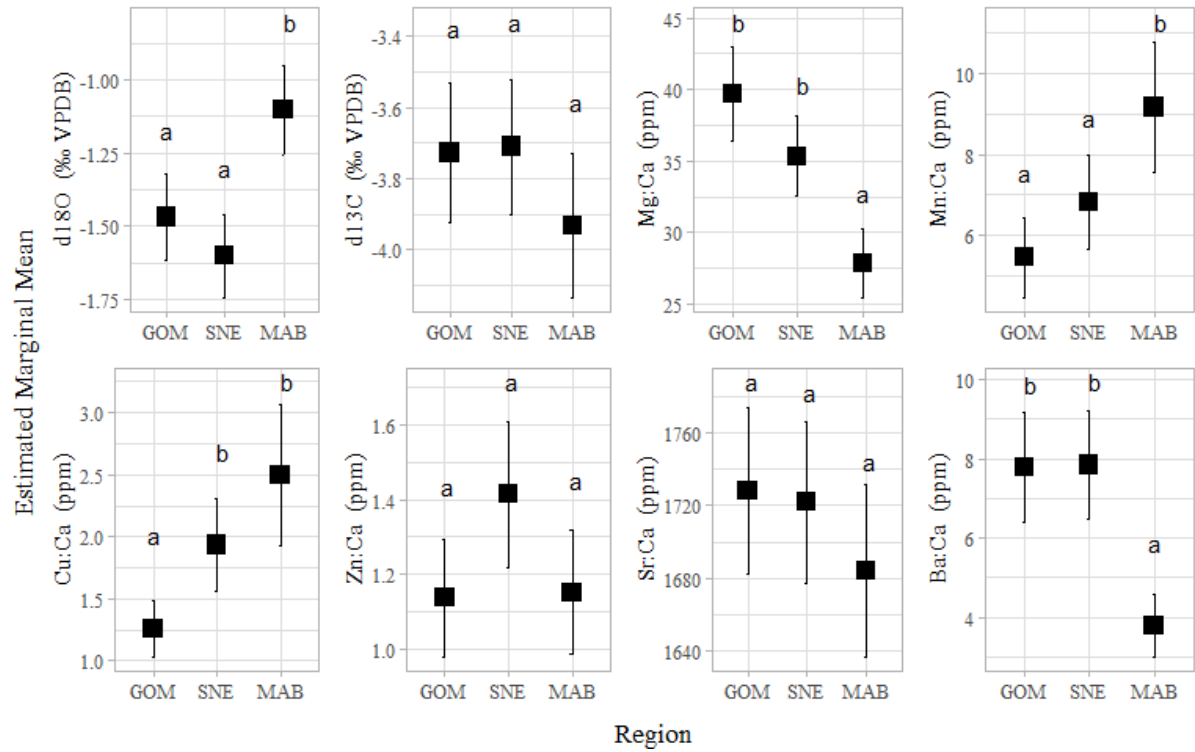 Estimated Marginal Mean
d18O (‰ VPDB)
-1.00
-1.25
-1.50
-1.75
a
a
b
GOM SNE MAB
d13C (‰ VPDB)
-3.4
-3.6
-3.8
-4.0
a
a
a
GOM SNE MAB
Mg:Ca (ppm)
45
40
35
30
25
b
b
a
GOM SNE MAB
Mn:Ca (ppm)
10
8
6
a
a
b
GOM SNE MAB
Cu:Ca (ppm)
3.0
2.5
2.0
1.5
1.0
a
b
b
GOM SNE MAB
Zn:Ca (ppm)
1.6
1.4
1.2
1.0
a
a
a
GOM SNE MAB
Sr:Ca (ppm)
1760
1720
1680
1640
a
a
a
GOM SNE MAB
Ba:Ca (ppm)
10
8
6
4
b
b
a
GOM SNE MAB
Region